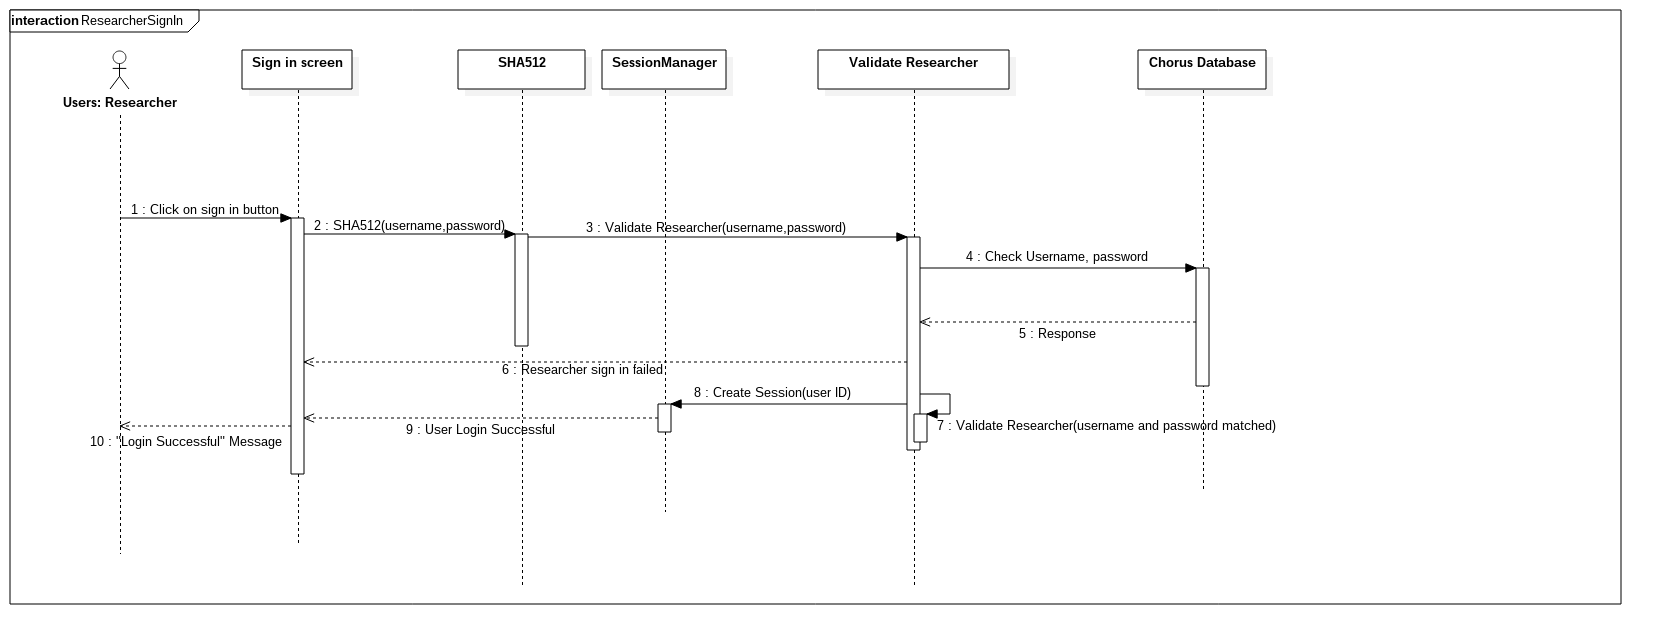 interaction ResearcherSignIn
Users: Researcher
Sign in screen
SHA512
SessionManager
Validate Researcher
Chorus Database
1 : Click on sign in button
2 : SHA512(username,password)
3 : Validate Researcher(username,password)
4 : Check Username, password
5 : Response
6 : Researcher sign in failed
8 : Create Session(user ID)
7 : Validate Researcher(username and password matched)
9 : User Login Successful
10 : "Login Successful" Message